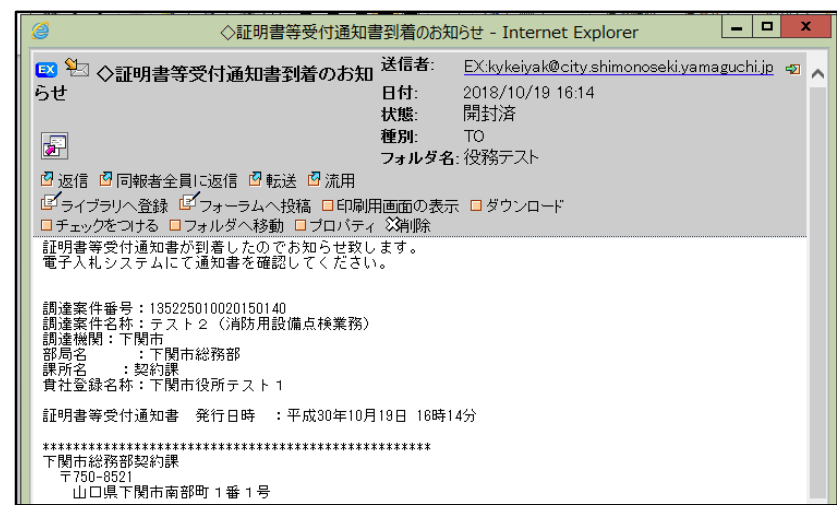 ◇証明書等受付通知書到着のお知らせ - Internet Explorer
EX ◇証明書等受付通知書到着のお知
らせ
送信者: EX:kykeiyak@city.shimonoseki.yamaguchi.jp
日付: 2018/10/19 16:14
状態: 開封済
種別: TO
フォルダ名: 役務テスト
返信 同報者全員に返信 転送 流用
ライブラリへ登録 フォーラムへ投稿 印刷用画面の表示 ダウンロード
チェックをつける フォルダへ移動 プロパティ 削除
証明書等受付通知書が到着したのでお知らせ致します。
電子入札システムにて通知書を確認してください。
調達案件番号:135225010020150140
調達案件名称:テスト2(消防用設備点検業務)
調達機関:下関市
部局名 :下関市総務部
課所名 :契約課
貴社登録名称:下関市役所テスト1
証明書等受付通知書 発行日時 :平成30年10月19日 16時14分
****************************************************
下関市総務部契約課
〒750-8521
山口県下関市南部町1番1号